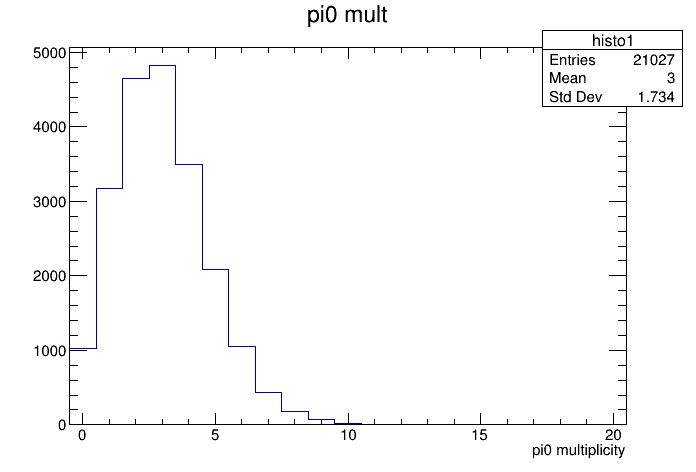 pi0 mult
histo1
Entries 21027
Mean 3
Std Dev 1.734
5000
4000
3000
2000
1000
0
0 5 10 15 20
pi0 multiplicity